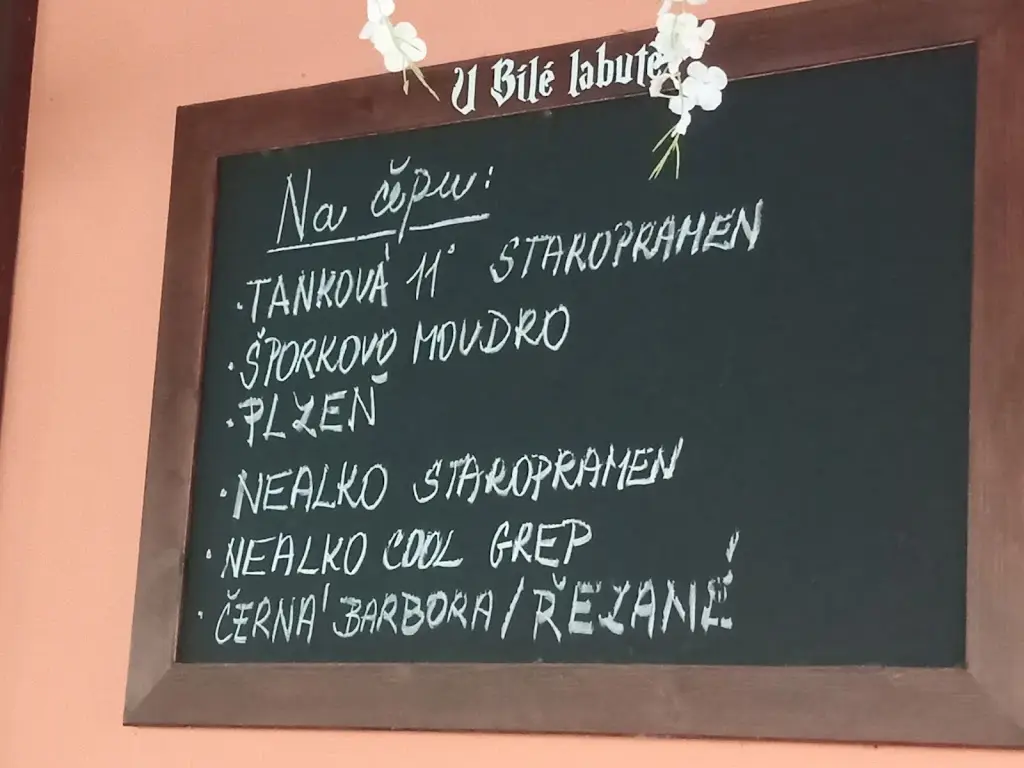 U Bílé labutě
Na čepu:
• TANKOVÁ 11° STAROPRAMEN
• ŠPORKOVO MOUDRO
• PLZEŇ
• NEALKO STAROPRAMEN
• NEALKO COOL GREP
• ČERNÁ BARBORA / ŘEZANÉ